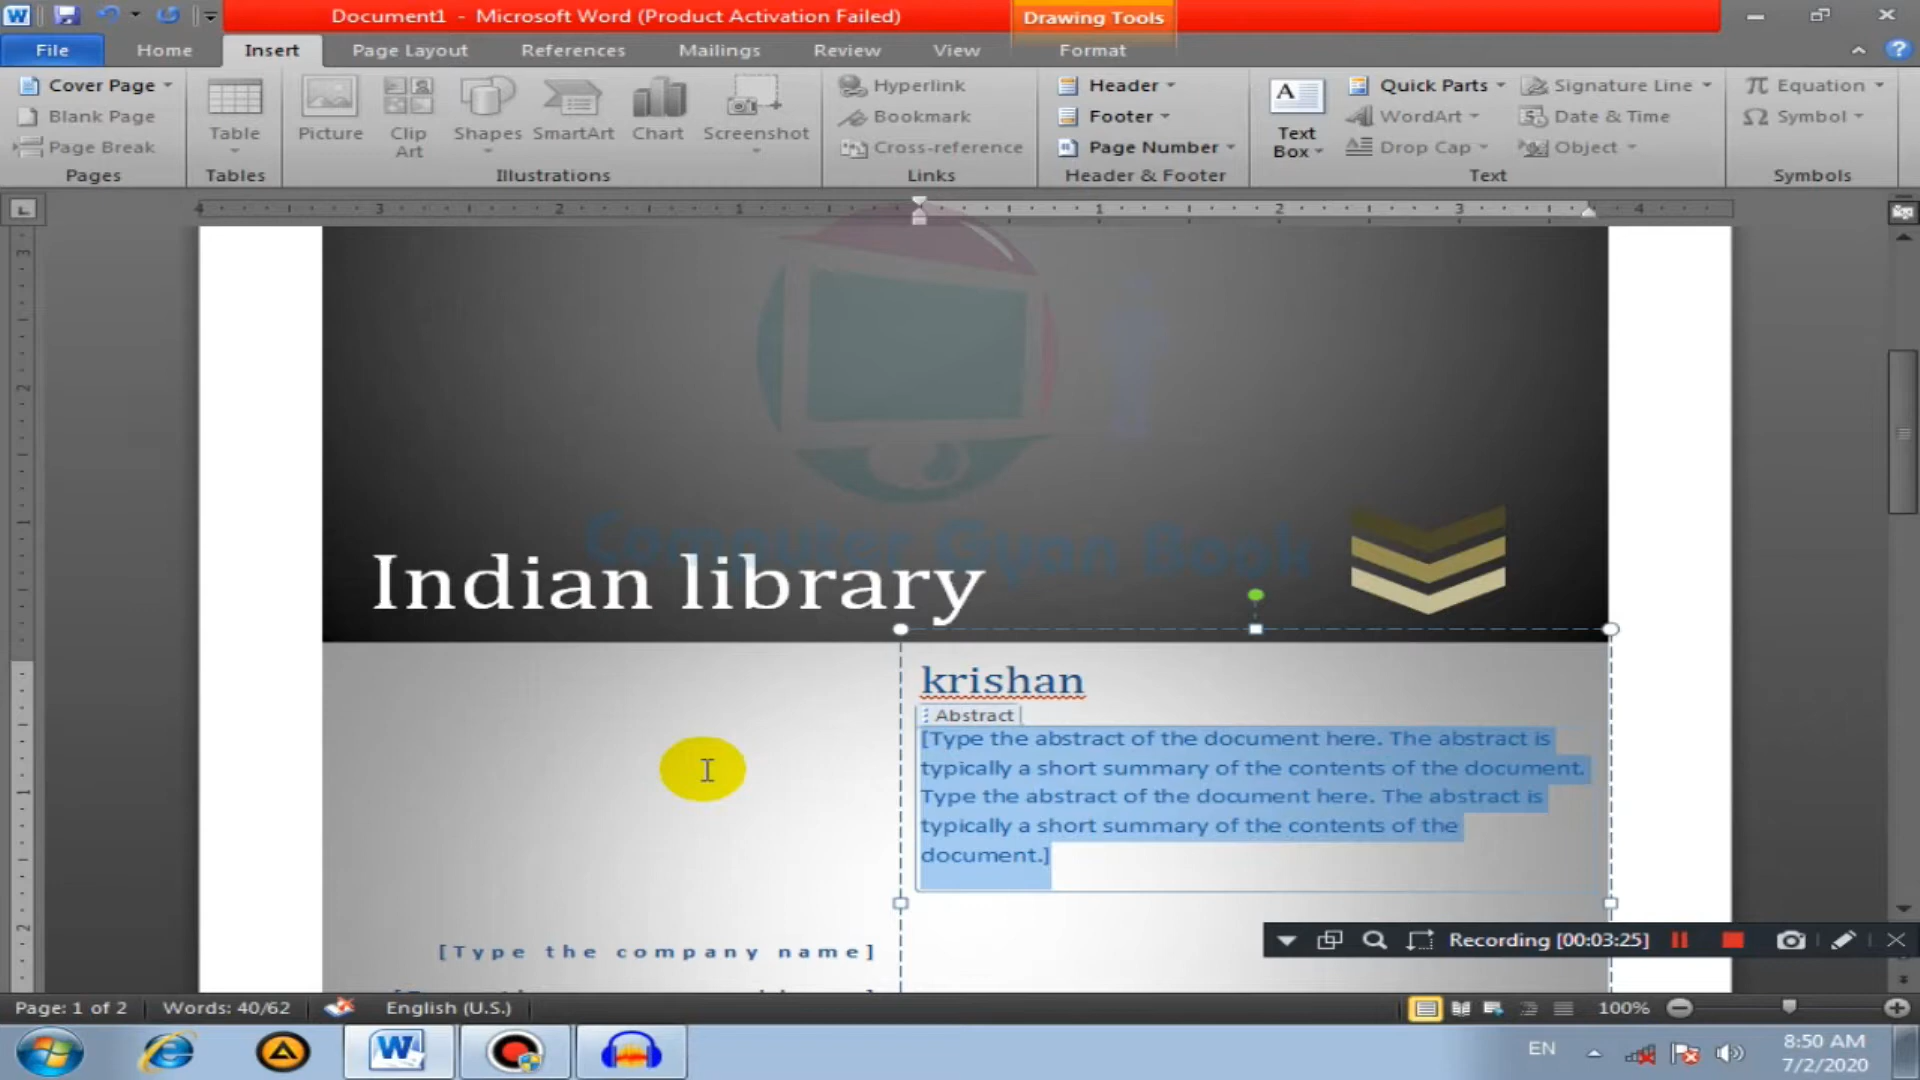 Document1 - Microsoft Word (Product Activation Failed)
Drawing Tools
File
Home
Insert
Page Layout
References
Mailings
Review
View
Format
Cover Page
Blank Page
Page Break
Pages
Table
Tables
Picture
Clip
Art
Shapes
SmartArt
Chart
Screenshot
Illustrations
Hyperlink
Bookmark
Cross-reference
Links
Header
Footer
Page Number
Header & Footer
Text
Box
Quick Parts
WordArt
Drop Cap
Signature Line
Date & Time
Object
Text
Equation
Symbol
Symbols
Computer Gyan Book
Indian library
krishan
Abstract
[Type the abstract of the document here. The abstract is
typically a short summary of the contents of the document.
Type the abstract of the document here. The abstract is
typically a short summary of the contents of the
document.]
[Type the company name]
Recording [00:03:25]
Page: 1 of 2
Words: 40/62
English (U.S.)
100%
EN
8:50 AM
7/2/2020